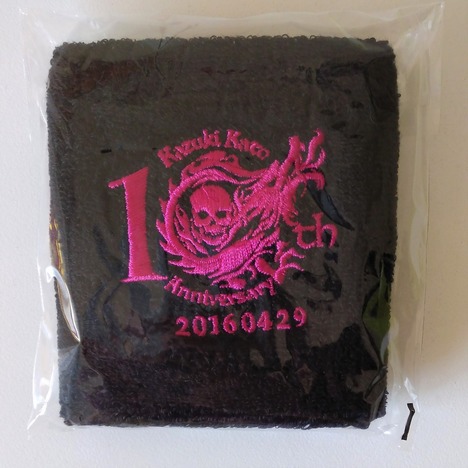 Kazuki Kato
10th
Anniversary
20160429